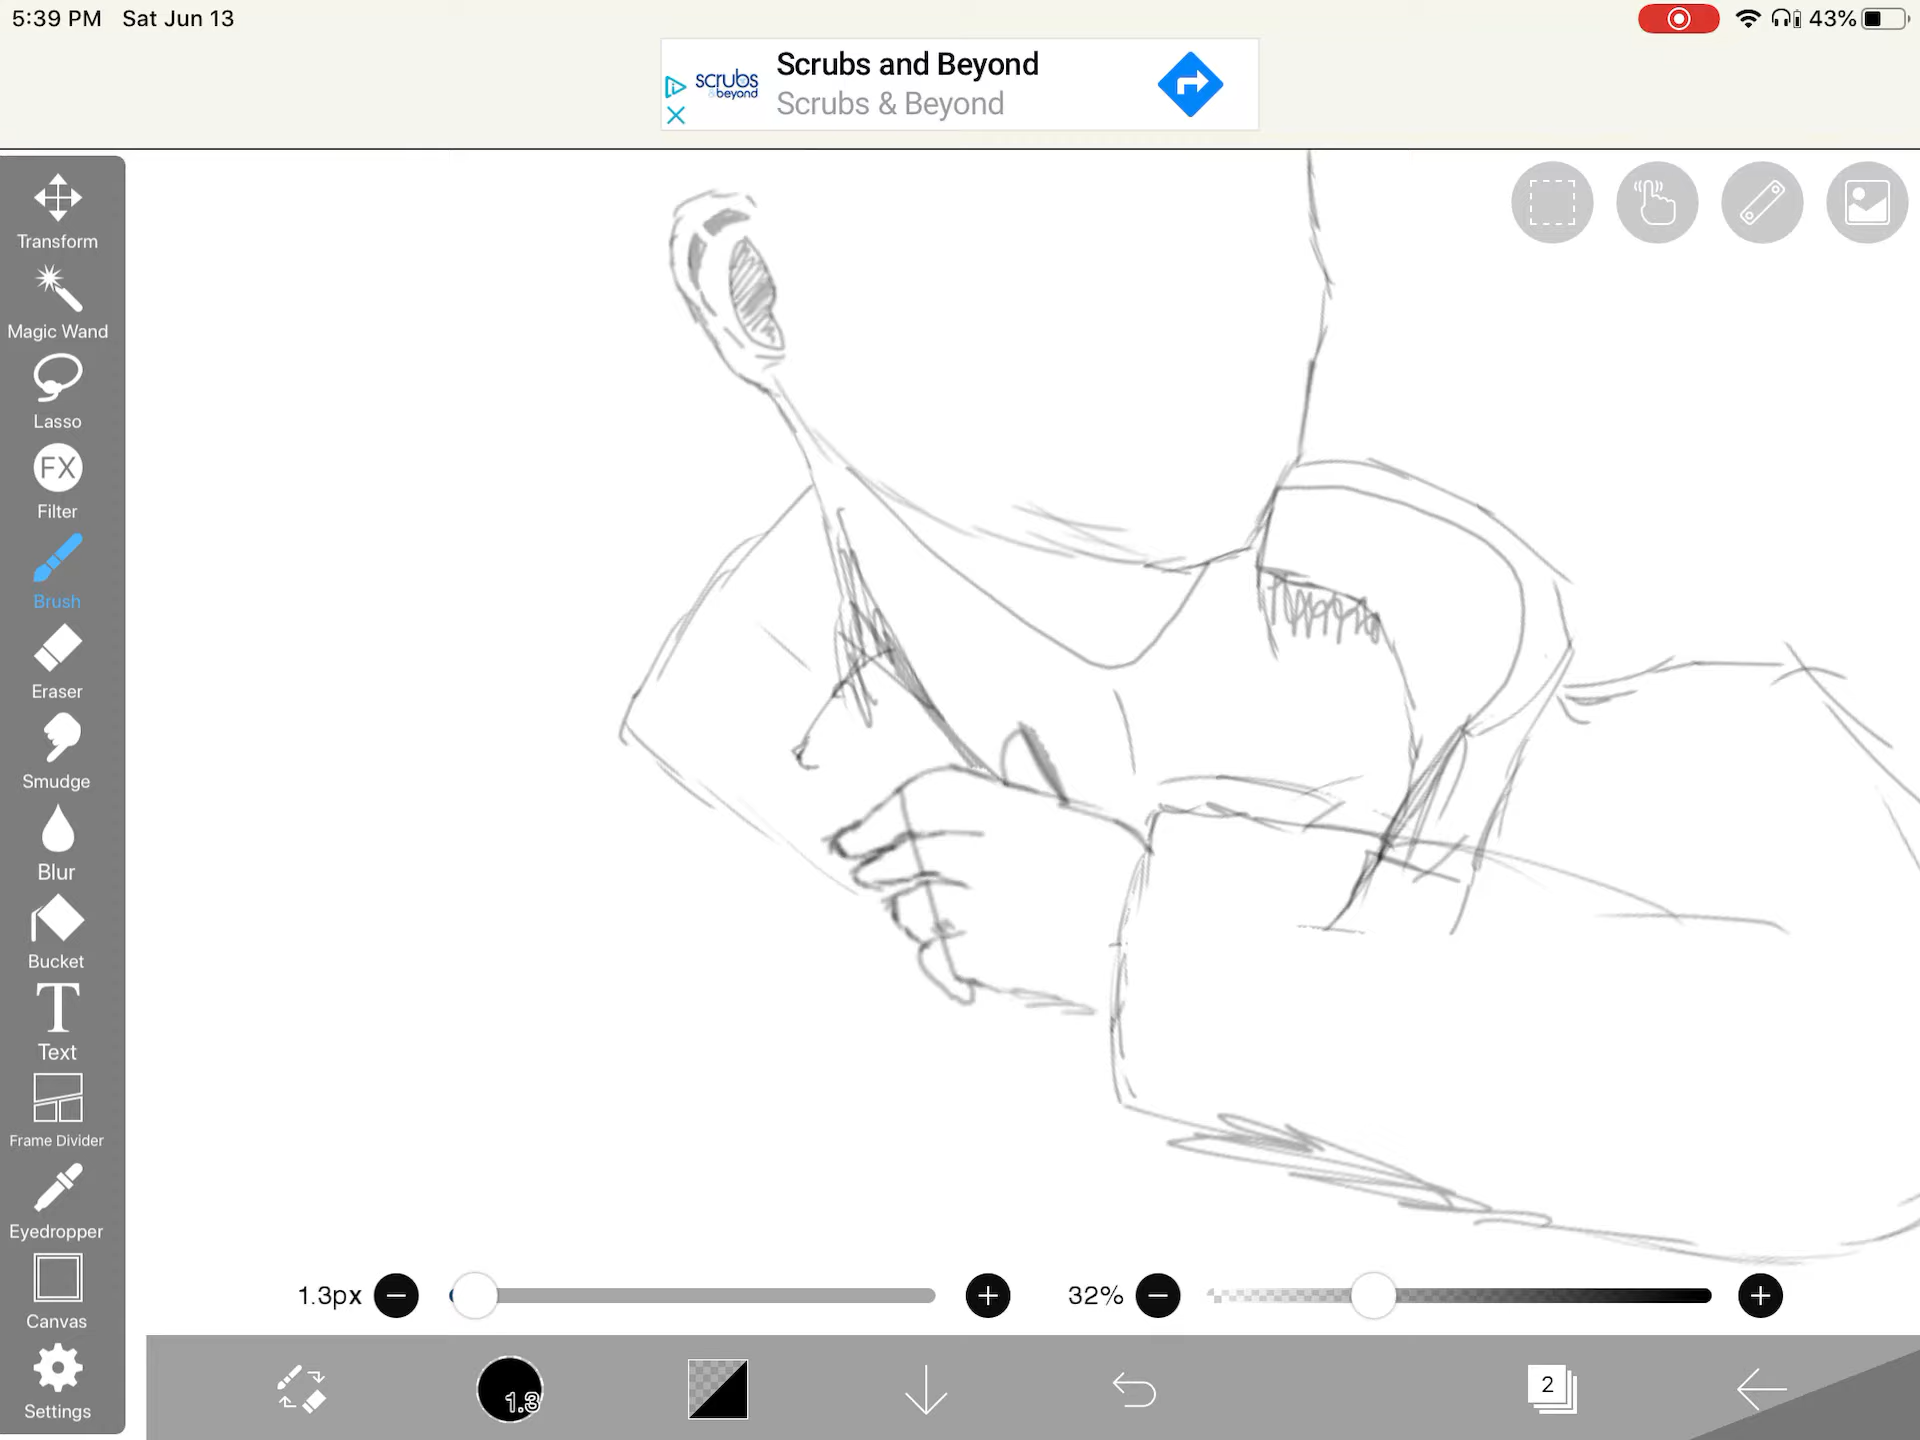 5:39 PM Sat Jun 13
43%
scrubs
& beyond
Scrubs and Beyond
Scrubs & Beyond
Transform
Magic Wand
Lasso
FX
Filter
Brush
Eraser
Smudge
Blur
Bucket
T
Text
Frame Divider
Eyedropper
Canvas
Settings
1.3px
32%
1.3
2